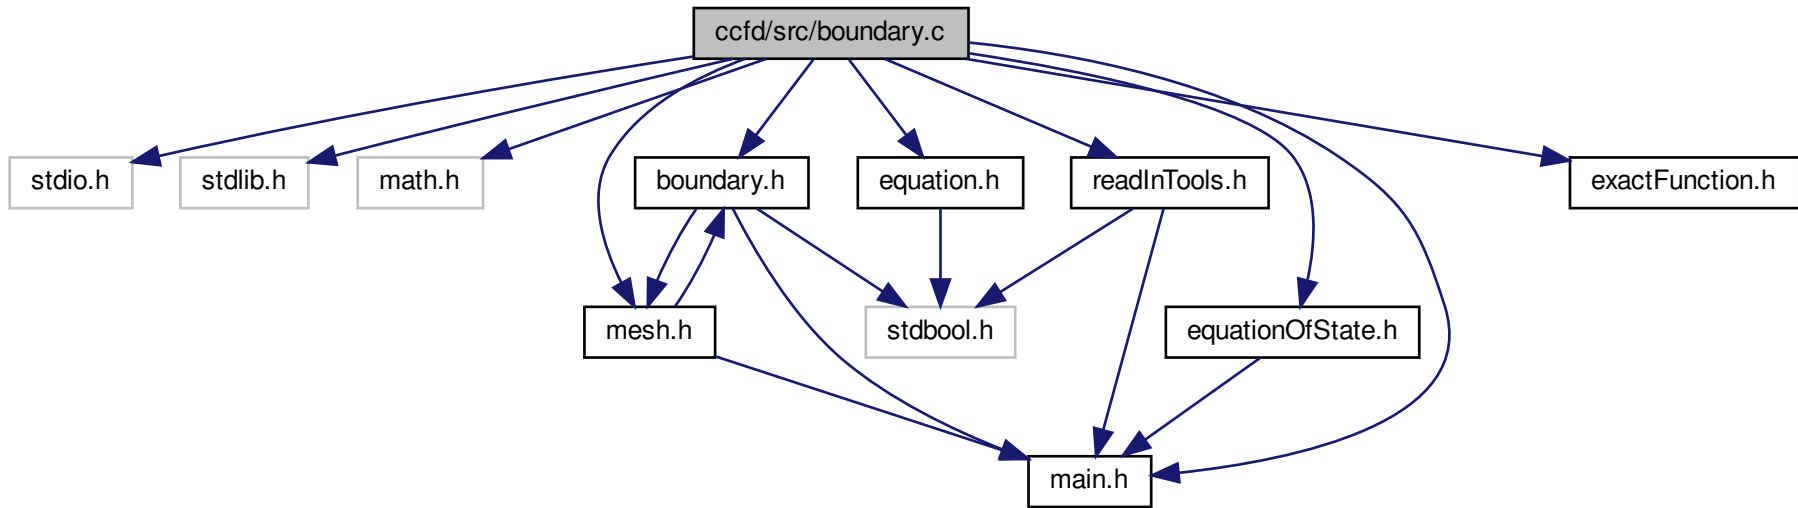 ccfd/src/boundary.c
stdio.h
stdlib.h
math.h
boundary.h
equation.h
readInTools.h
exactFunction.h
mesh.h
stdbool.h
equationOfState.h
main.h